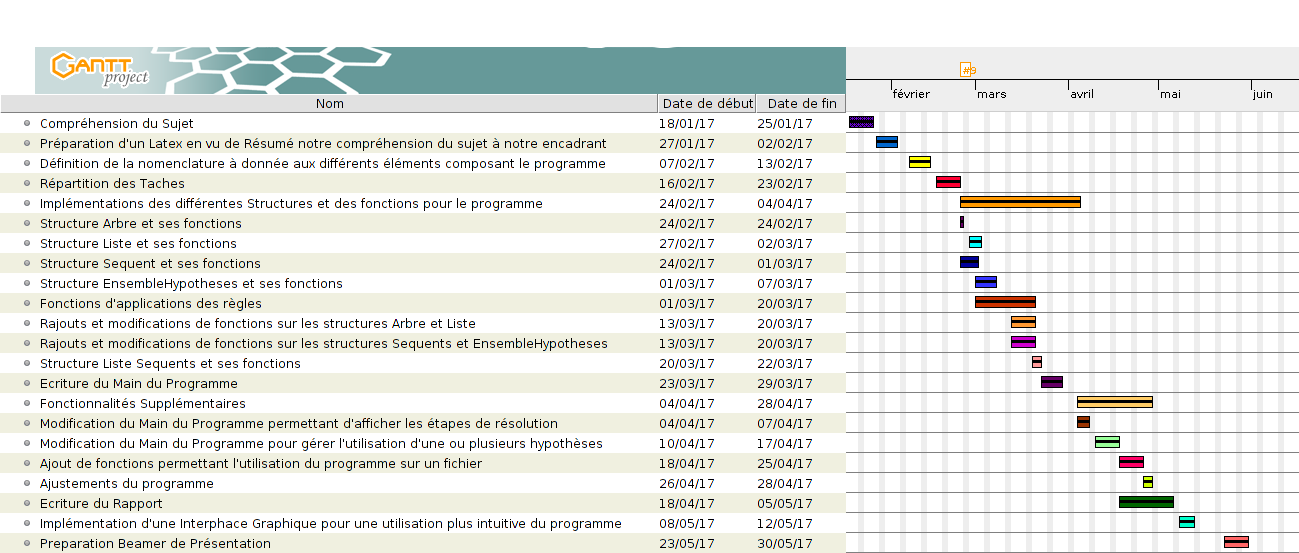 GANTT
project
#9
février mars avril mai juin
Nom Date de début Date de fin
Compréhension du Sujet 18/01/17 25/01/17
Préparation d'un Latex en vu de Résumé notre compréhension du sujet à notre encadrant 27/01/17 02/02/17
Définition de la nomenclature à donnée aux différents éléments composant le programme 07/02/17 13/02/17
Répartition des Taches 16/02/17 23/02/17
Implémentations des différentes Structures et des fonctions pour le programme 24/02/17 04/04/17
Structure Arbre et ses fonctions 24/02/17 24/02/17
Structure Liste et ses fonctions 27/02/17 02/03/17
Structure Sequent et ses fonctions 24/02/17 01/03/17
Structure EnsembleHypotheses et ses fonctions 01/03/17 07/03/17
Fonctions d'applications des règles 01/03/17 20/03/17
Rajouts et modifications de fonctions sur les structures Arbre et Liste 13/03/17 20/03/17
Rajouts et modifications de fonctions sur les structures Sequents et EnsembleHypotheses 13/03/17 20/03/17
Structure Liste Sequents et ses fonctions 20/03/17 22/03/17
Ecriture du Main du Programme 23/03/17 29/03/17
Fonctionnalités Supplémentaires 04/04/17 28/04/17
Modification du Main du Programme permettant d'afficher les étapes de résolution 04/04/17 07/04/17
Modification du Main du Programme pour gérer l'utilisation d'une ou plusieurs hypothèses 10/04/17 17/04/17
Ajout de fonctions permettant l'utilisation du programme sur un fichier 18/04/17 25/04/17
Ajustements du programme 26/04/17 28/04/17
Ecriture du Rapport 18/04/17 05/05/17
Implémentation d'une Interphace Graphique pour une utilisation plus intuitive du programme 08/05/17 12/05/17
Preparation Beamer de Présentation 23/05/17 30/05/17